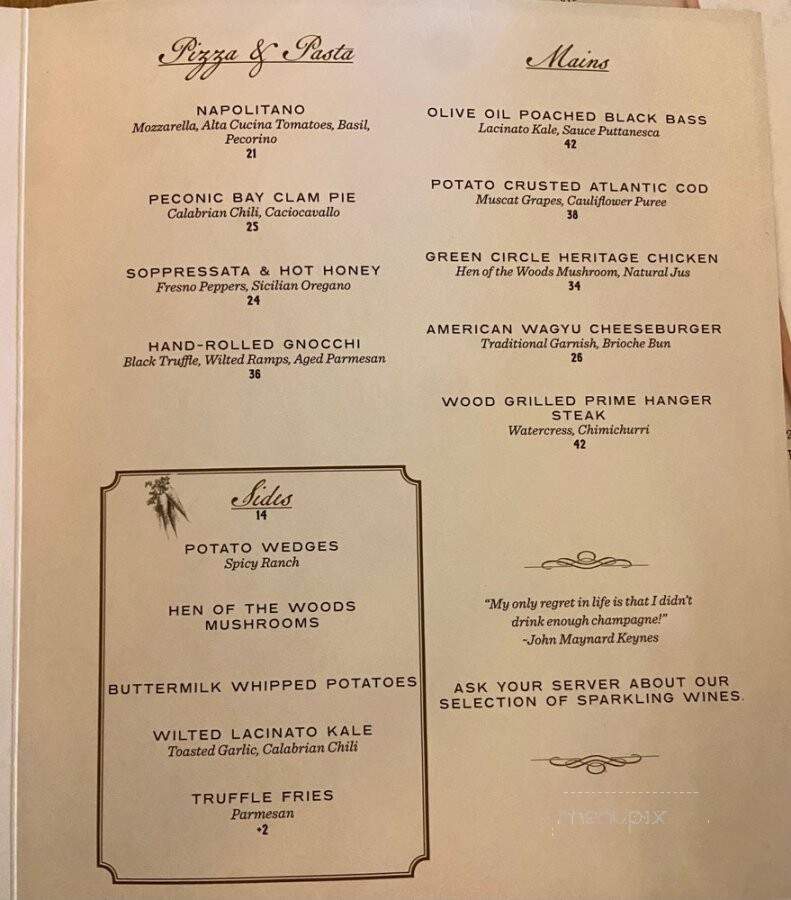 Pizza & Pasta
NAPOLITANO
Mozzarella, Alta Cucina Tomatoes, Basil,
Pecorino
21
PECONIC BAY CLAM PIE
Calabrian Chili, Caciocavallo
25
SOPPRESSATA & HOT HONEY
Fresno Peppers, Sicilian Oregano
24
HAND-ROLLED GNOCCHI
Black Truffle, Wilted Ramps, Aged Parmesan
36
Sides
14
POTATO WEDGES
Spicy Ranch
HEN OF THE WOODS
MUSHROOMS
BUTTERMILK WHIPPED POTATOES
WILTED LACINATO KALE
Toasted Garlic, Calabrian Chili
TRUFFLE FRIES
Parmesan
+2
Mains
OLIVE OIL POACHED BLACK BASS
Lacinato Kale, Sauce Puttanesca
42
POTATO CRUSTED ATLANTIC COD
Muscat Grapes, Cauliflower Puree
38
GREEN CIRCLE HERITAGE CHICKEN
Hen of the Woods Mushroom, Natural Jus
34
AMERICAN WAGYU CHEESEBURGER
Traditional Garnish, Brioche Bun
26
WOOD GRILLED PRIME HANGER
STEAK
Watercress, Chimichurri
42
"My only regret in life is that I didn't
drink enough champagne!"
-John Maynard Keynes
ASK YOUR SERVER ABOUT OUR
SELECTION OF SPARKLING WINES.
menupix